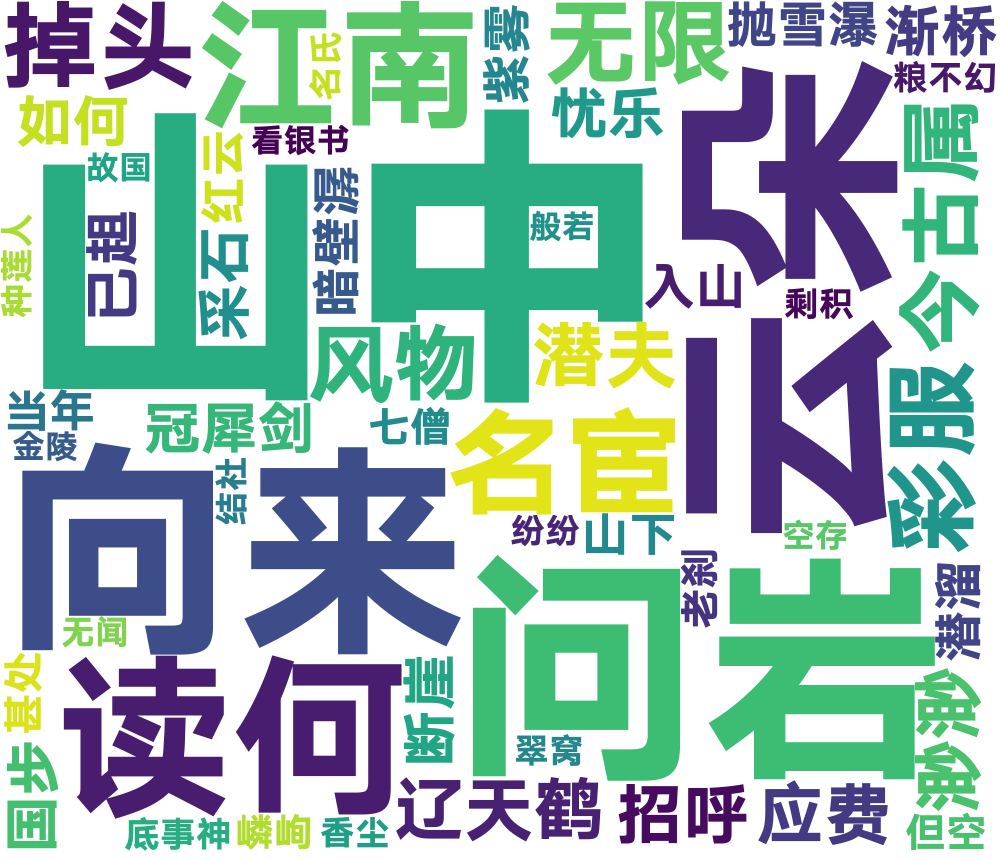 掉头
江南
名氏
紫雾
无限
抛雪瀑
渐桥
粮不幻
如何
看银书
忧乐
故国
红云
山中
云朵
古属
种莲人
已趄
采石
暗壁潺
般若
入山
剩积
今
风物
潜夫
彩服
当年
金陵
冠犀剑
七僧
名宦
向来
结社
纷纷
山下
空存
老刹
问岩
潜溜
无闻
甚处
读何
断崖
翠窝
渺渺
国步
底事神
嶙峋
香尘
辽天鹤
招呼
应费
但空